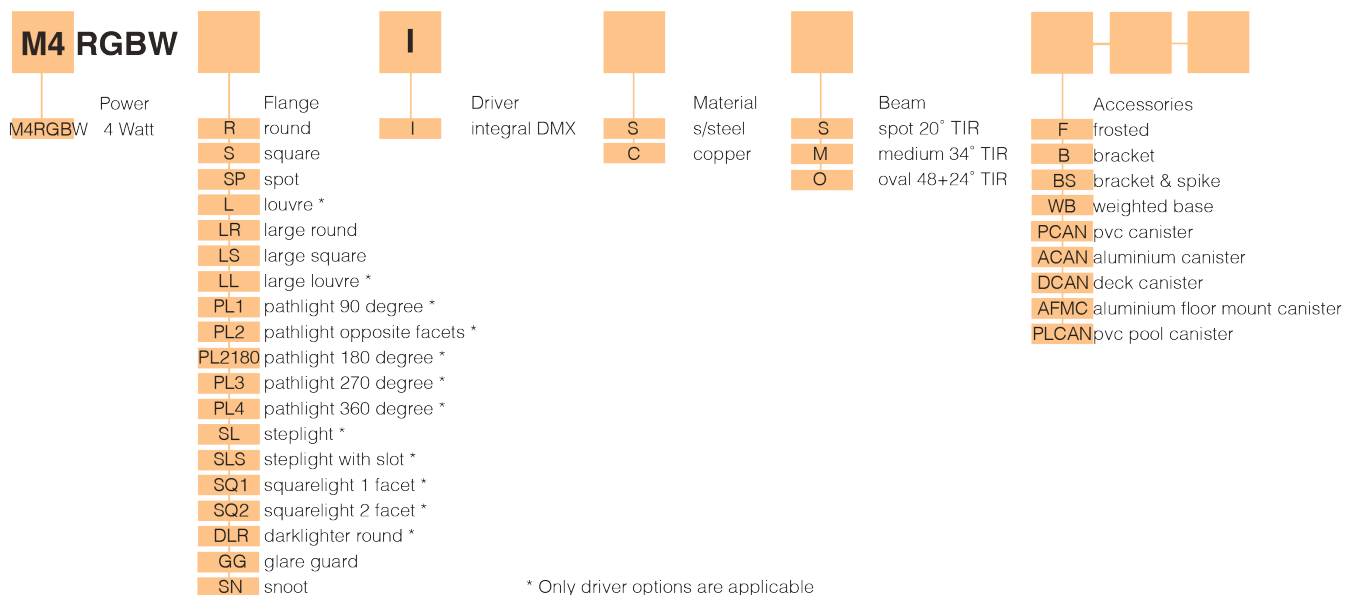 M4 RGBW I
Power
M4RGBW 4 Watt
Flange
R round
S square
SP spot
L louvre *
LR large round
LS large square
LL large louvre *
PL1 pathlight 90 degree *
PL2 pathlight opposite facets *
PL2180 pathlight 180 degree *
PL3 pathlight 270 degree *
PL4 pathlight 360 degree *
SL steplight *
SLS steplight with slot *
SQ1 squarelight 1 facet *
SQ2 squarelight 2 facet *
DLR darklighter round *
GG glare guard
SN snoot
Driver
I integral DMX
Material
S s/steel
C copper
Beam
S spot 20° TIR
M medium 34° TIR
O oval 48+24° TIR
Accessories
F frosted
B bracket
BS bracket & spike
WB weighted base
PCAN pvc canister
ACAN aluminium canister
DCAN deck canister
AFMC aluminium floor mount canister
PLCAN pvc pool canister
* Only driver options are applicable